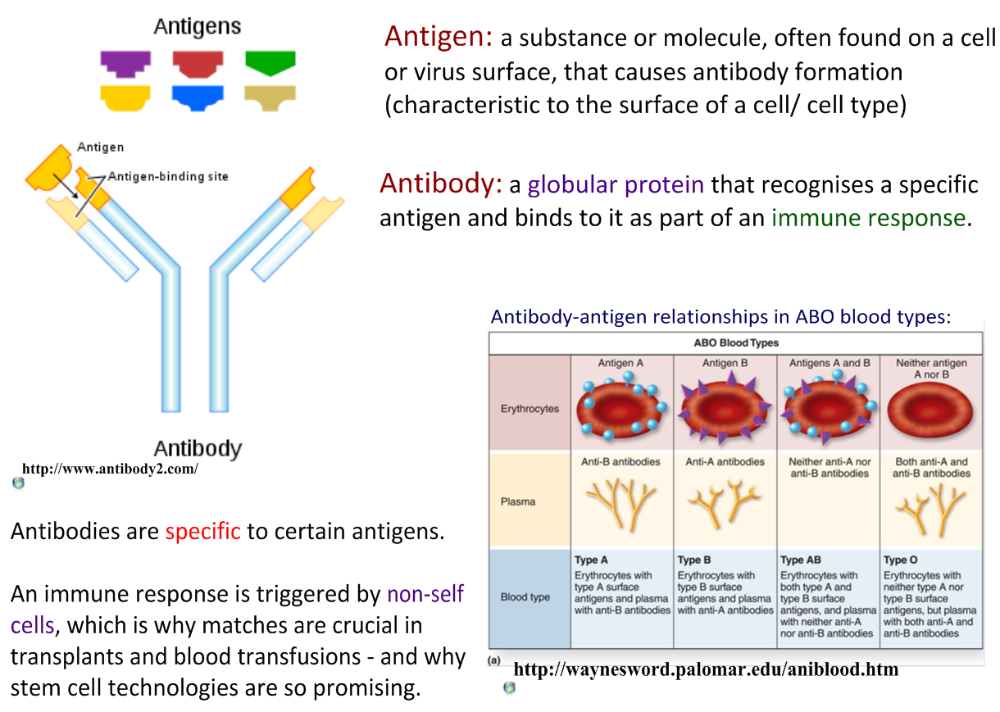 Antigens
Antigen: a substance or molecule, often found on a cell
or virus surface, that causes antibody formation
(characteristic to the surface of a cell/ cell type)
Antigen
Antigen-binding site
Antibody: a globular protein that recognises a specific
antigen and binds to it as part of an immune response.
Antibody
http://www.antibody2.com/
Antibodies are specific to certain antigens.
An immune response is triggered by non-self
cells, which is why matches are crucial in
transplants and blood transfusions - and why
stem cell technologies are so promising.
Antibody-antigen relationships in ABO blood types:
ABO Blood Types
Erythrocytes
Antigen A
Antigen B
Antigens A and B
Neither antigen
A nor B
Plasma
Anti-B antibodies
Anti-A antibodies
Neither anti-A nor
anti-B antibodies
Both anti-A and
anti-B antibodies
Blood type
Type A
Erythrocytes with
type A surface
antigens and plasma
with anti-B antibodies
Type B
Erythrocytes with
type B surface
antigens and plasma
with anti-A antibodies
Type AB
Erythrocytes with
both type A and
type B surface
antigens, and plasma
with neither anti-A
nor anti-B antibodies
Type O
Erythrocytes with
neither type A nor
type B surface
antigens, but plasma
with both anti-A and
anti-B antibodies
(a)
http://waynesword.palomar.edu/aniblood.htm